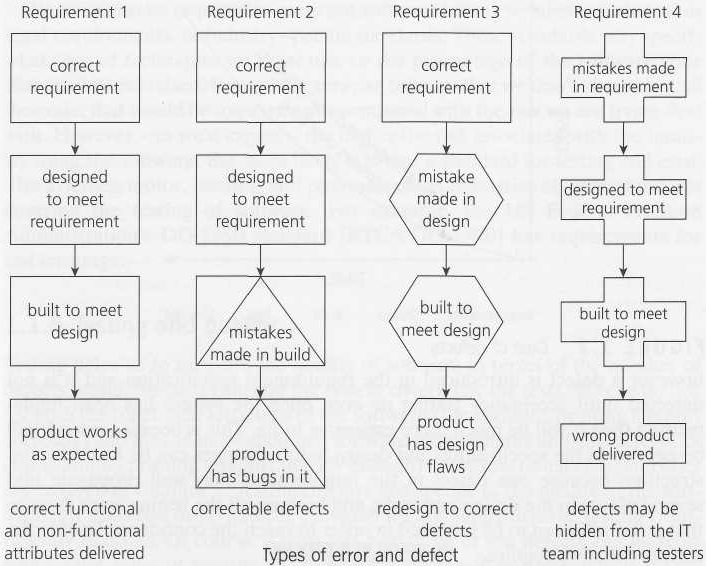 Requirement 1
correct
requirement
designed
to meet
requirement
built to meet
design
product works
as expected
correct functional
and non-functional
attributes delivered
Requirement 2
correct
requirement
designed
to meet
requirement
mistakes
made in build
product
has bugs in it
correctable defects
Requirement 3
correct
requirement
mistake
made in
design
built to
meet design
product
has design
flaws
redesign to correct
defects
Requirement 4
mistakes made
in requirement
designed to meet
requirement
built to meet
design
wrong product
delivered
defects may be
hidden from the IT
team including testers
Types of error and defect